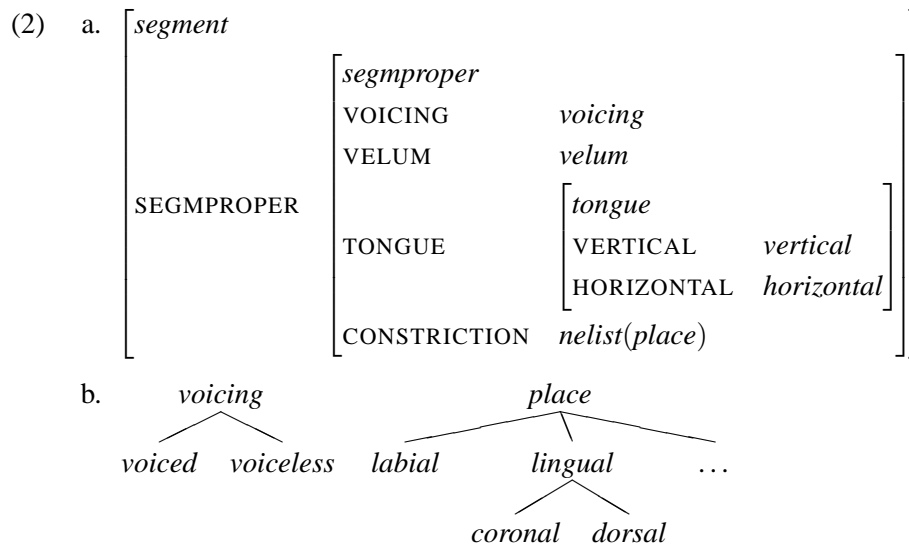 (2) a. segment
segmproper
VOICING voicing
VELUM velum
tongue
SEGMPROPER
TONGUE VERTICAL vertical
HORIZONTAL horizontal
CONSTRICTION nelist(place)
b. voicing place
voiced voiceless labial lingual ...
coronal dorsal